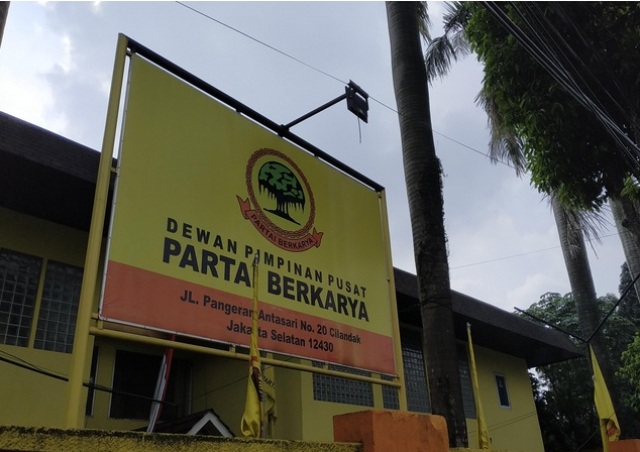 PARTAI BERKARYA
DEWAN PIMPINAN PUSAT
PARTAI BERKARYA
JL. Pangeran Antasari No. 20 Cilandak
Jakarta Selatan 12430